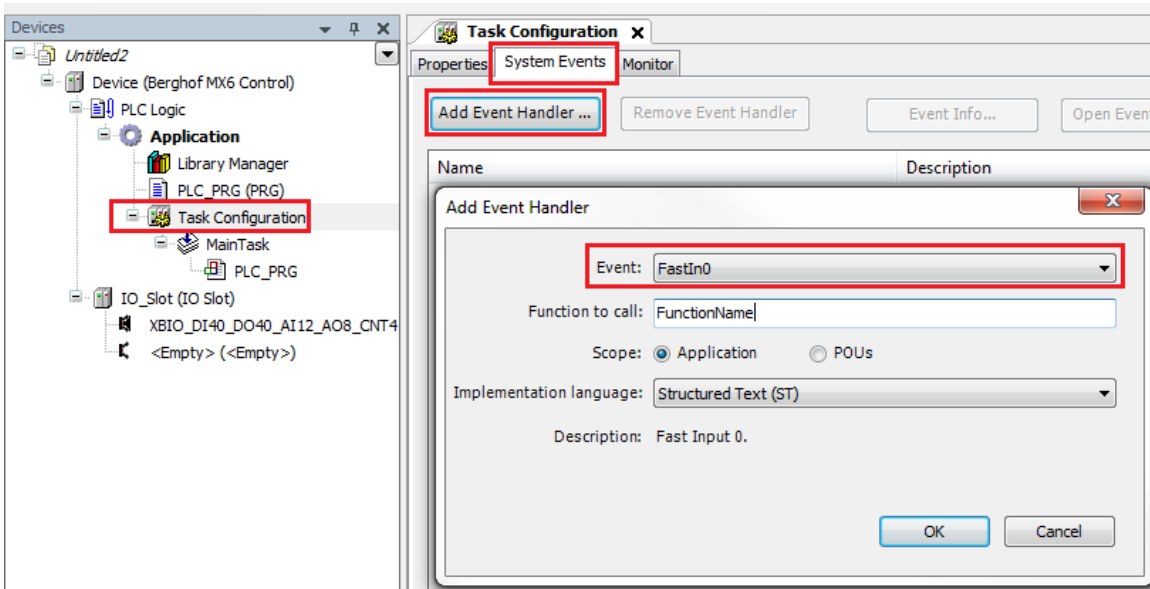 Devices
Untitled2
Device (Berghof MX6 Control)
PLC Logic
Application
Library Manager
PLC_PRG (PRG)
Task Configuration
MainTask
PLC_PRG
IO_Slot (IO Slot)
XBIO_DI40_DO40_AI12_AO8_CNT4
<Empty> (<Empty>)
Task Configuration x
Properties System Events Monitor
Add Event Handler ... Remove Event Handler Event Info... Open Even
Name Description
Add Event Handler
Event: FastIn0
Function to call: FunctionName
Scope: Application POUs
Implementation language: Structured Text (ST)
Description: Fast Input 0.
OK Cancel